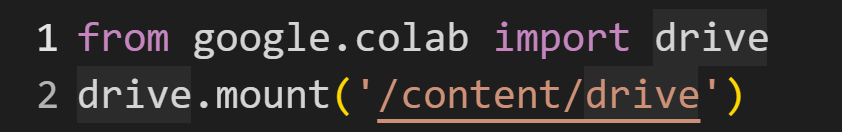 1 from google.colab import drive
2 drive.mount('/content/drive')